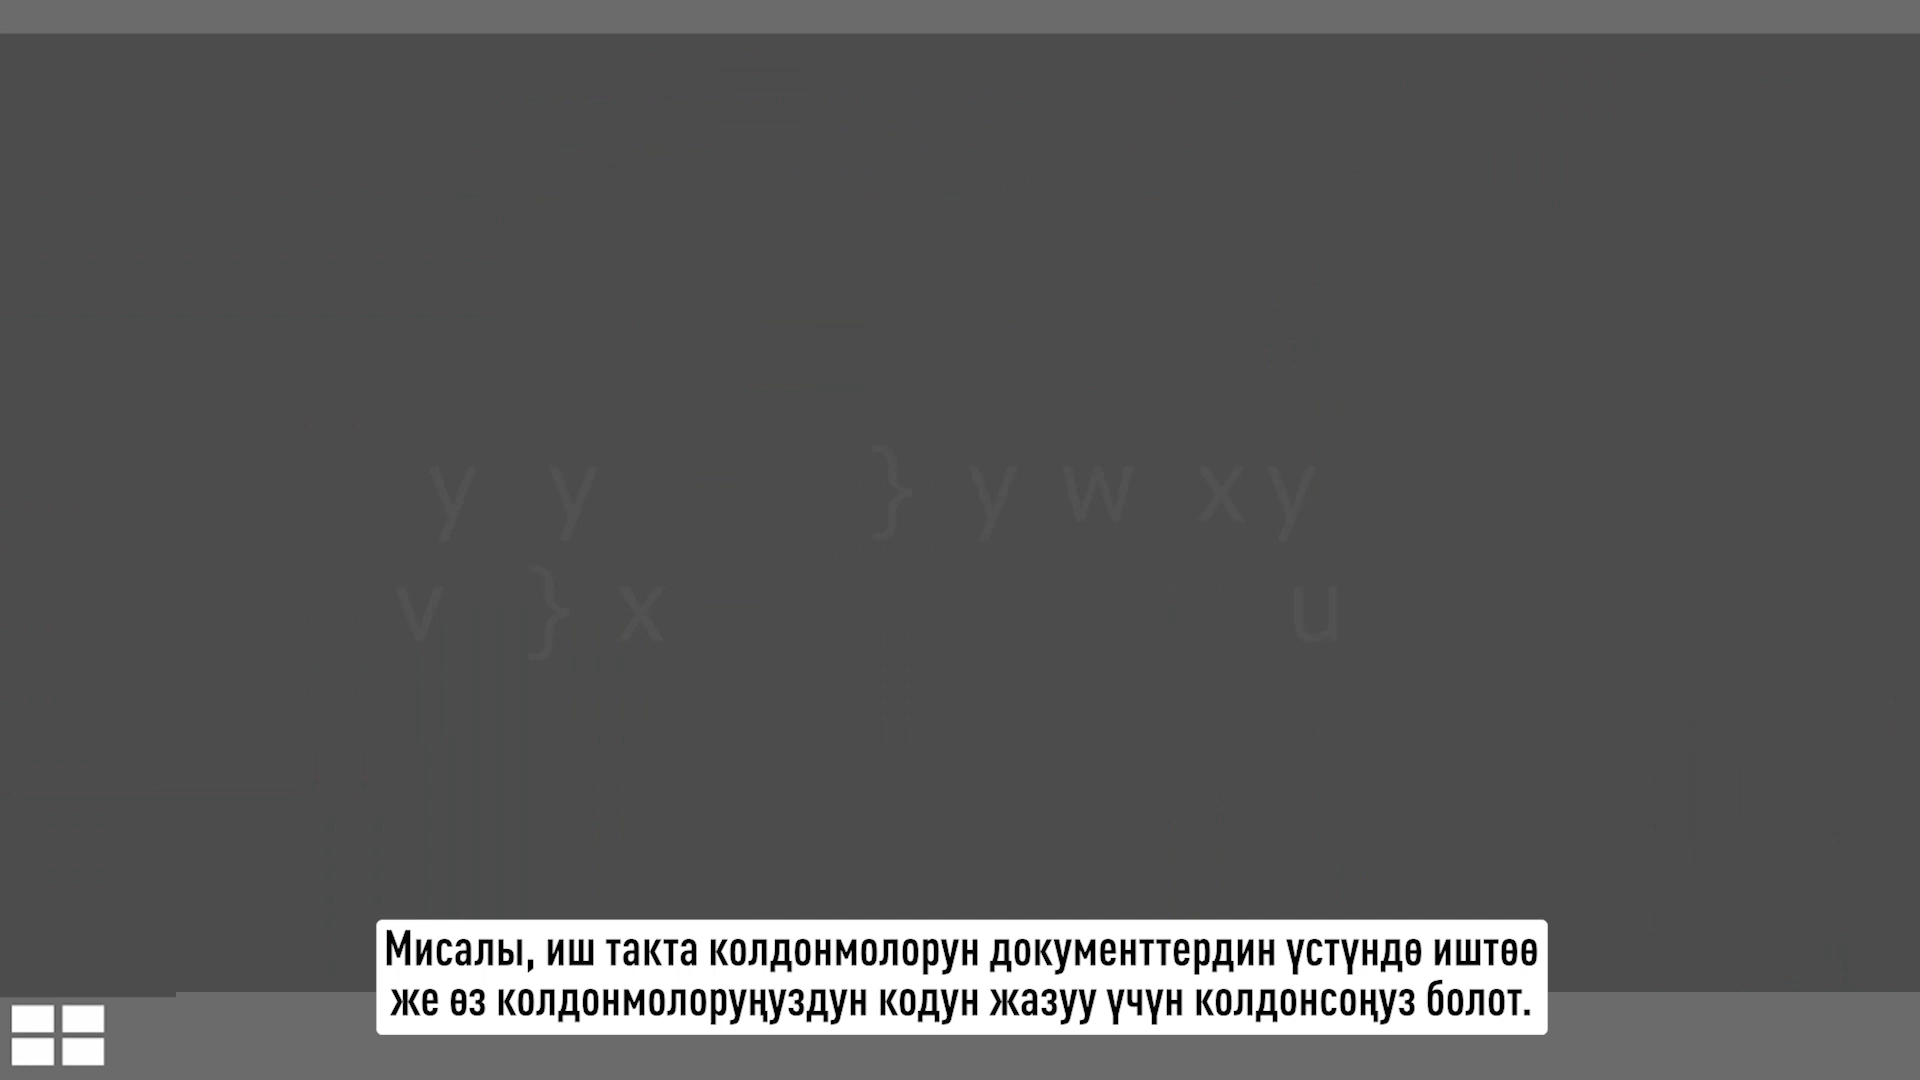 y y } y w x y
v } x u
Мисалы, иш такта колдонмолорун документтердин үстүндө иштөө
же өз колдонмолоруңуздун кодун жазуу үчүн колдонсоңуз болот.